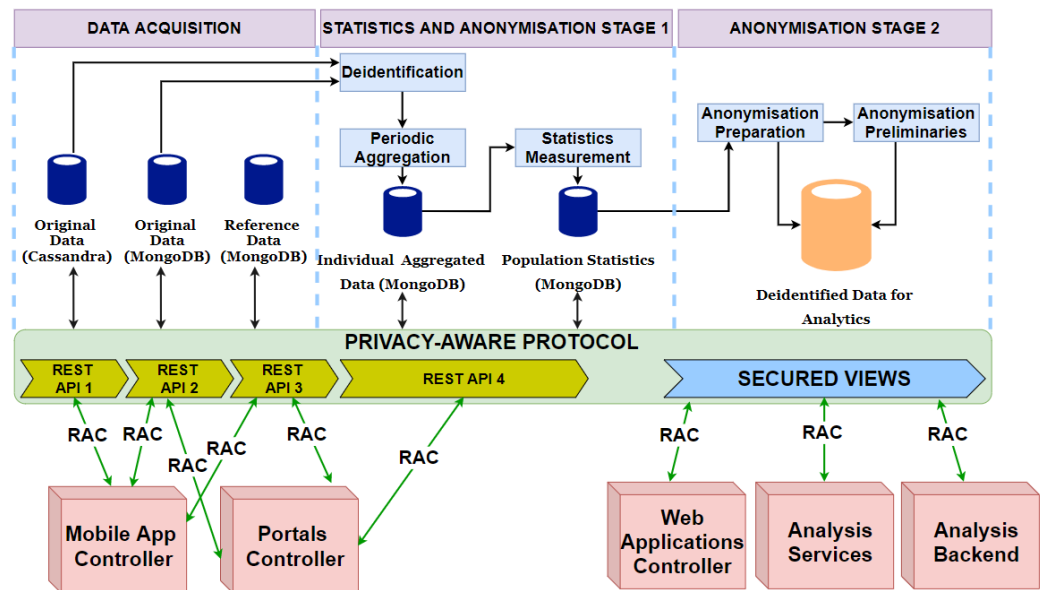 DATA ACQUISITION
STATISTICS AND ANONYMISATION STAGE 1
ANONYMISATION STAGE 2
Deidentification
Periodic
Aggregation
Statistics
Measurement
Anonymisation
Preparation
Anonymisation
Preliminaries
Original
Data
(Cassandra)
Original
Data
(MongoDB)
Reference
Data
(MongoDB)
Individual Aggregated
Data (MongoDB)
Population Statistics
(MongoDB)
Deidentified Data for
Analytics
PRIVACY-AWARE PROTOCOL
REST
API 1
REST
API 2
REST
API 3
REST API 4
SECURED VIEWS
RAC
RAC
RAC
RAC
RAC
RAC
RAC
RAC
RAC
Mobile App
Controller
Portals
Controller
Web
Applications
Controller
Analysis
Services
Analysis
Backend